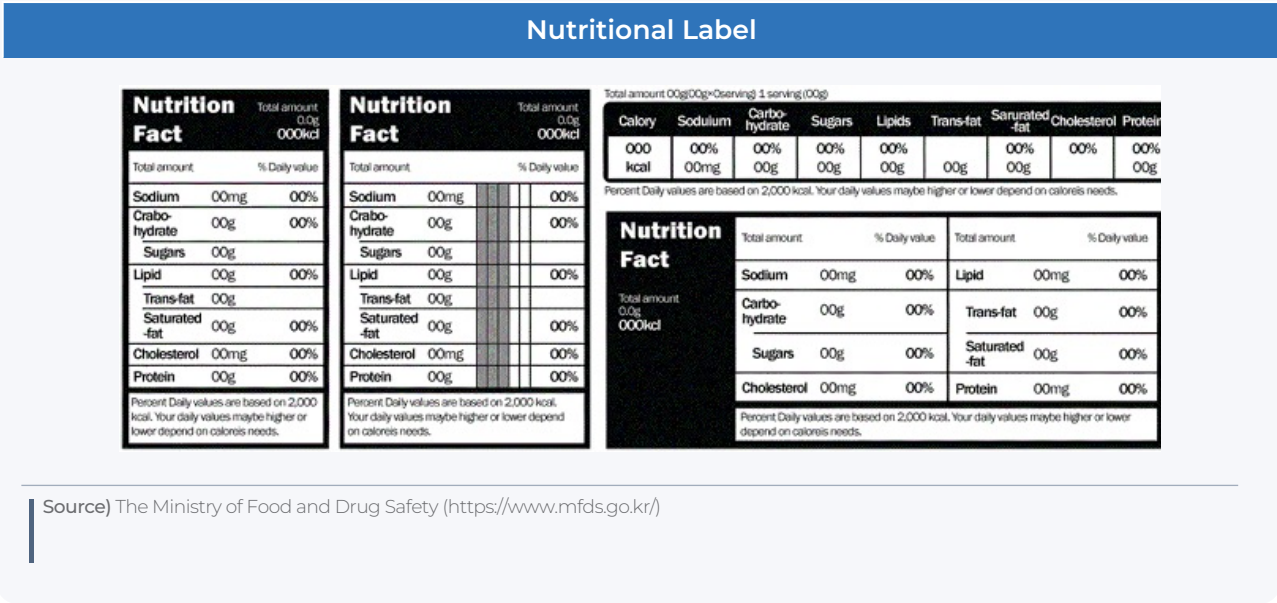 Nutritional Label
Nutrition Fact
Total amount
0.0g
000kcl
Total amount % Daily value
Sodium 00mg 00%
Crabo-hydrate 00g 00%
Sugars 00g
Lipid 00g 00%
Trans-fat 00g
Saturated-fat 00g 00%
Cholesterol 00mg 00%
Protein 00g 00%
Percent Daily values are based on 2,000
kcal. Your daily values maybe higher or
lower depend on caloreis needs.
Nutrition Fact
Total amount
0.0g
000kcl
Total amount % Daily value
Sodium 00mg 00%
Crabo-hydrate 00g 00%
Sugars 00g
Lipid 00g 00%
Trans-fat 00g
Saturated-fat 00g 00%
Cholesterol 00mg 00%
Protein 00g 00%
Percent Daily values are based on 2,000 kcal.
Your daily values maybe higher or lower depend
on caloreis needs.
Total amount 00g(00g×0serving) 1 serving (00g)
Calory Soduium Carbo-hydrate Sugars Lipids Trans-fat Sarurated-fat Cholesterol Protein
000 00% 00% 00% 00% 00% 00% 00%
kcal 00mg 00g 00g 00g 00g 00g 00g
Percent Daily values are based on 2,000 kcal. Your daily values maybe higher or lower depend on caloreis needs.
Nutrition
Fact
Total amount
0.0g
000kcl
Total amount % Daily value Total amount % Daily value
Sodium 00mg 00% Lipid 00mg 00%
Carbo-hydrate 00g 00% Trans-fat 00g 00%
Sugars 00g 00% Saturated-fat 00g 00%
Cholesterol 00mg 00% Protein 00mg 00%
Percent Daily values are based on 2,000 kcal. Your daily values maybe higher or lower
depend on caloreis needs.
Source) The Ministry of Food and Drug Safety (https://www.mfds.go.kr/)